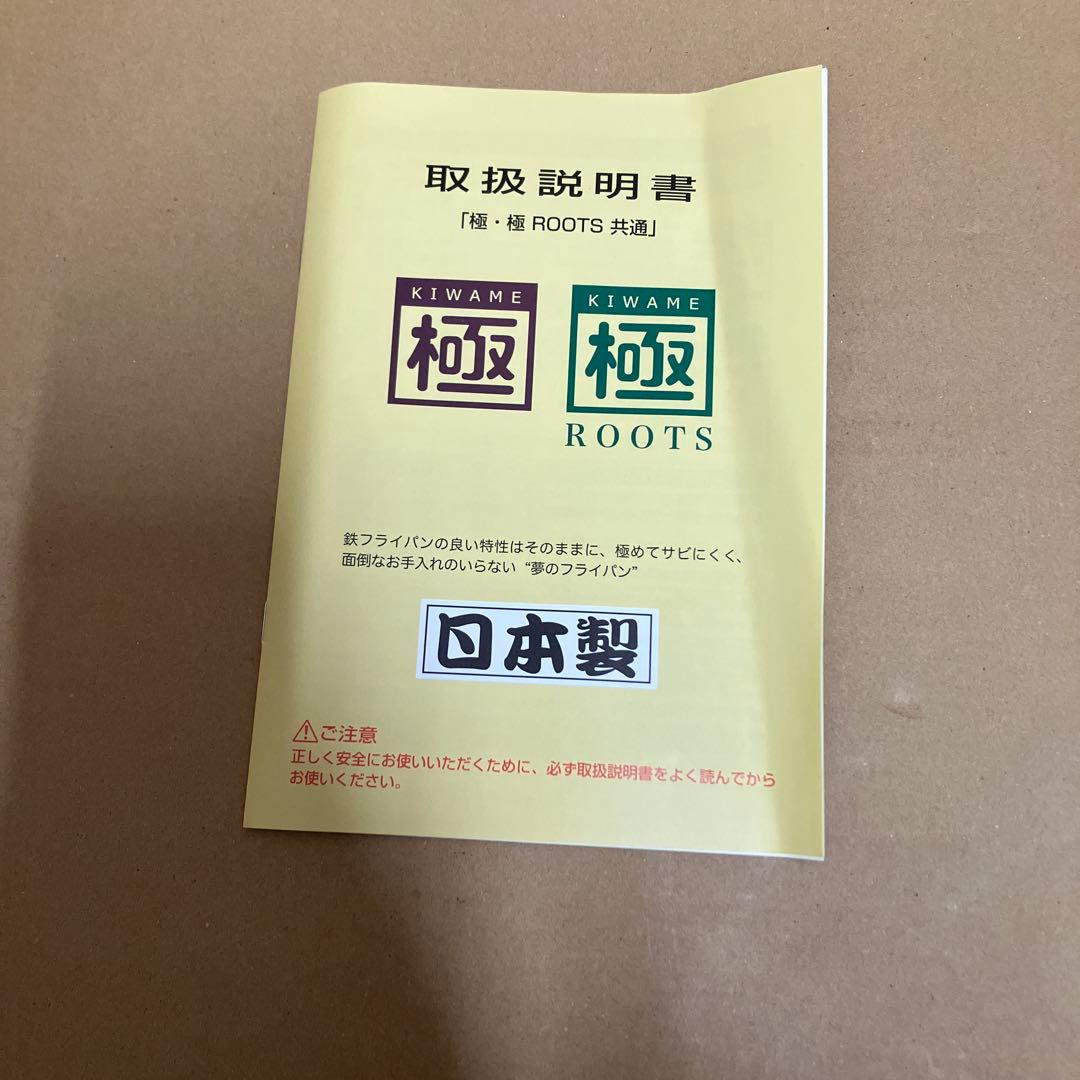 取扱説明書
「極・極 ROOTS 共通」
KIWAME
極
KIWAME
極
ROOTS
鉄フライパンの良い特性はそのままに、極めてサビにくく、
面倒なお手入れのいらない“夢のフライパン”
日本製
⚠ご注意
正しく安全にお使いいただくために、必ず取扱説明書をよく読んでから
お使いください。